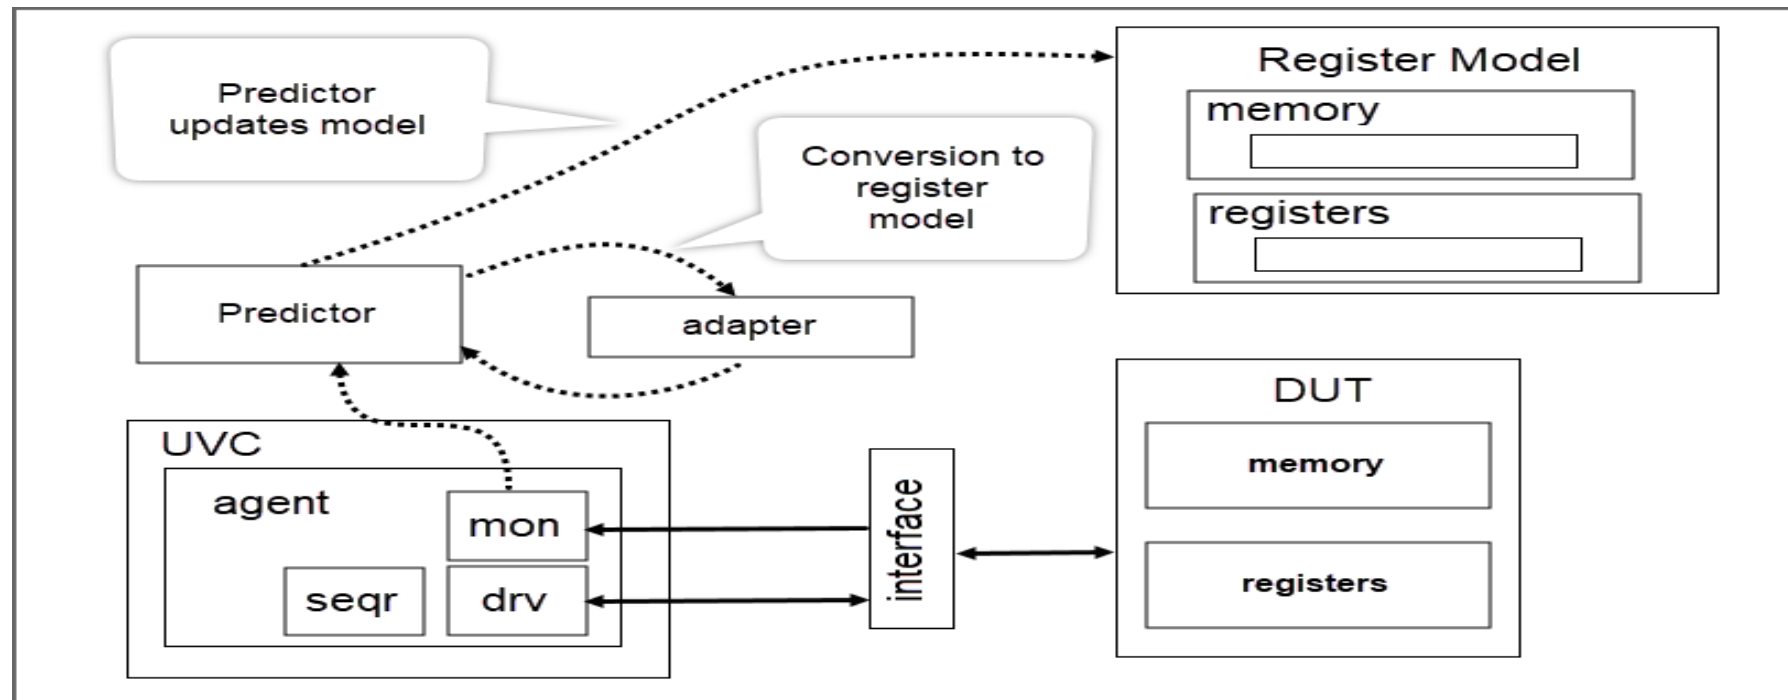 Predictor
updates model
Conversion to
register
model
Register Model
memory
registers
Predictor
adapter
UVC
agent
mon
seqr
drv
interface
DUT
memory
registers